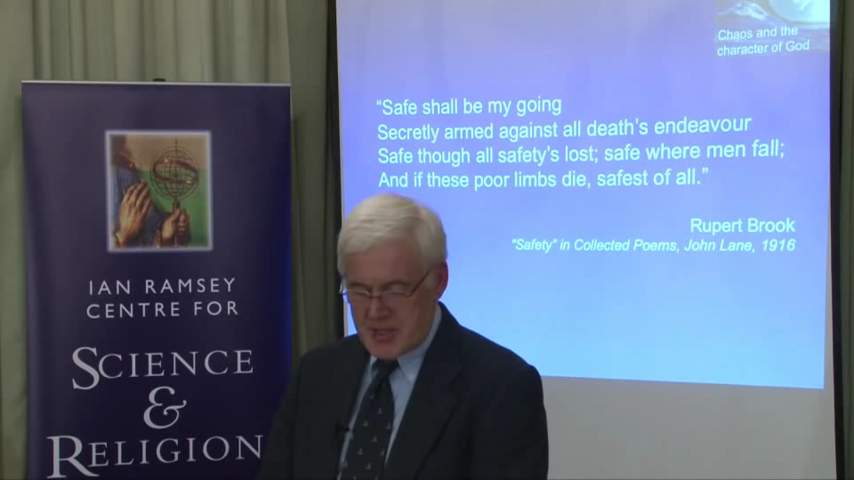 IAN RAMSEY
CENTRE FOR
SCIENCE
&
RELIGION
Chaos and the
character of God
“Safe shall be my going
Secretly armed against all death’s endeavour
Safe though all safety’s lost; safe where men fall;
And if these poor limbs die, safest of all.”
Rupert Brook
“Safety” in Collected Poems, John Lane, 1916